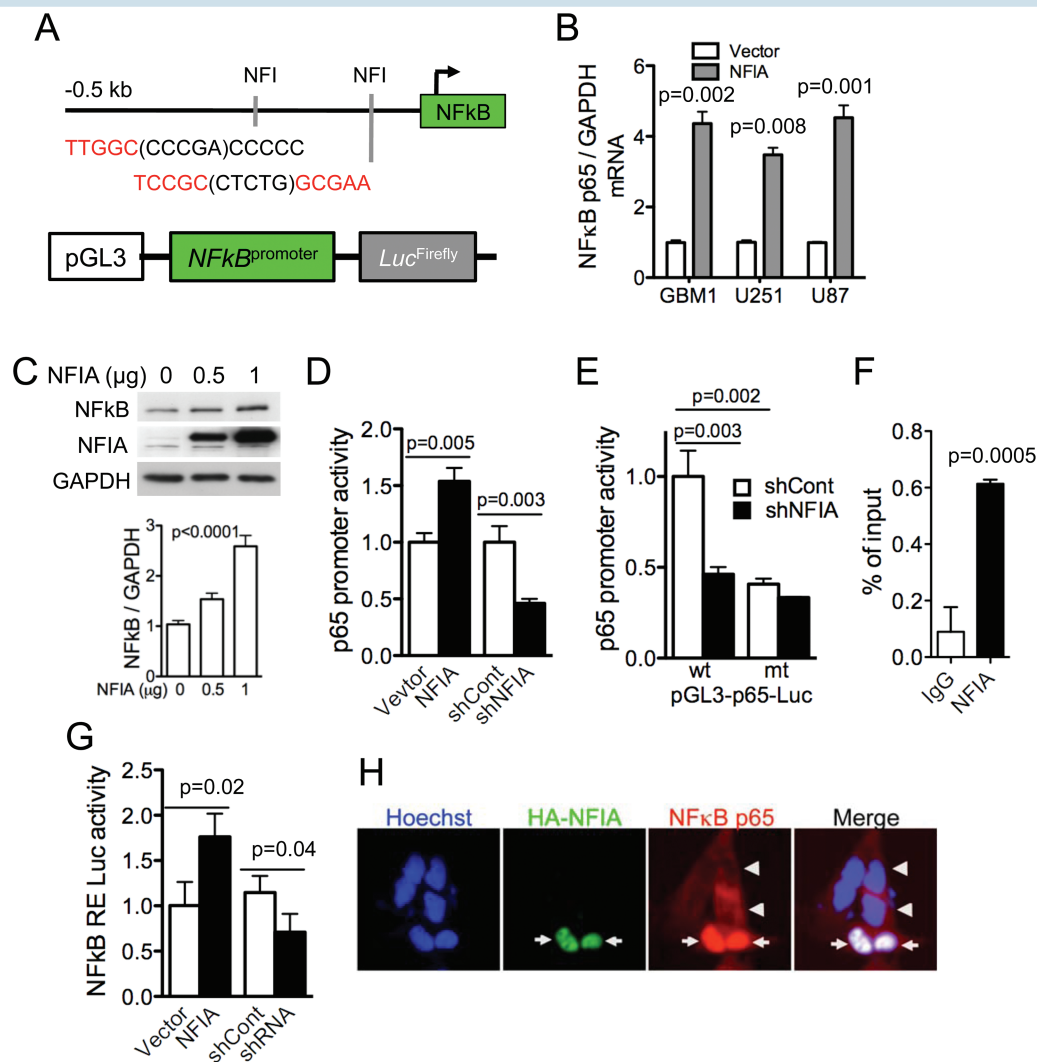 A
-0.5 kb
NFI
NFI
NFkB
TTGGC(CCCGA)CCCCC
TCCGC(CTCTG)GCGAA
pGL3
NFkBpromoter
LucFirefly
B
Vector
NFIA
NFκB p65 / GAPDH
mRNA
6
4
2
0
p=0.002
p=0.008
p=0.001
GBM1
U251
U87
C
NFIA (µg) 0 0.5 1
NFkB
NFIA
GAPDH
NFkB / GAPDH
3
2
1
0
p<0.0001
NFIA (µg) 0 0.5 1
D
p65 promoter activity
2.0
1.5
1.0
0.5
0.0
p=0.005
p=0.003
Vevtor
NFIA
shCont
shNFIA
E
p65 promoter activity
1.0
0.5
0.0
p=0.002
p=0.003
shCont
shNFIA
wt
mt
pGL3-p65-Luc
F
% of input
0.8
0.6
0.4
0.2
0.0
p=0.0005
IgG
NFIA
G
NFkB RE Luc activity
2.5
2.0
1.5
1.0
0.5
0.0
p=0.02
p=0.04
Vector
NFIA
shCont
shRNA
H
Hoechst
HA-NFIA
NFκB p65
Merge